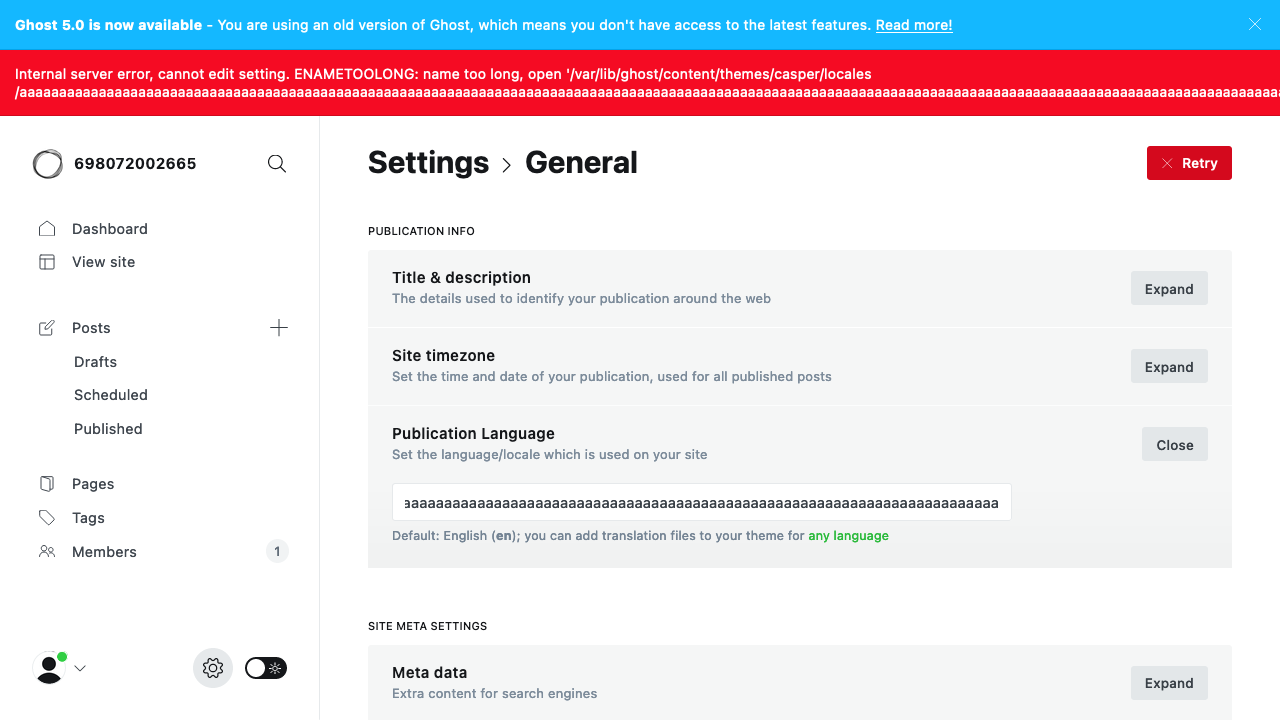 Ghost 5.0 is now available - You are using an old version of Ghost, which means you don't have access to the latest features. Read more!
Internal server error, cannot edit setting. ENAMETOOLONG: name too long, open '/var/lib/ghost/content/themes/casper/locales
698072002665
Settings > General
Retry
Dashboard
View site
Posts
Drafts
Scheduled
Published
Pages
Tags
Members
1
PUBLICATION INFO
Title & description
The details used to identify your publication around the web
Expand
Site timezone
Set the time and date of your publication, used for all published posts
Expand
Publication Language
Set the language/locale which is used on your site
Close
Default: English (en); you can add translation files to your theme for any language
SITE META SETTINGS
Meta data
Extra content for search engines
Expand